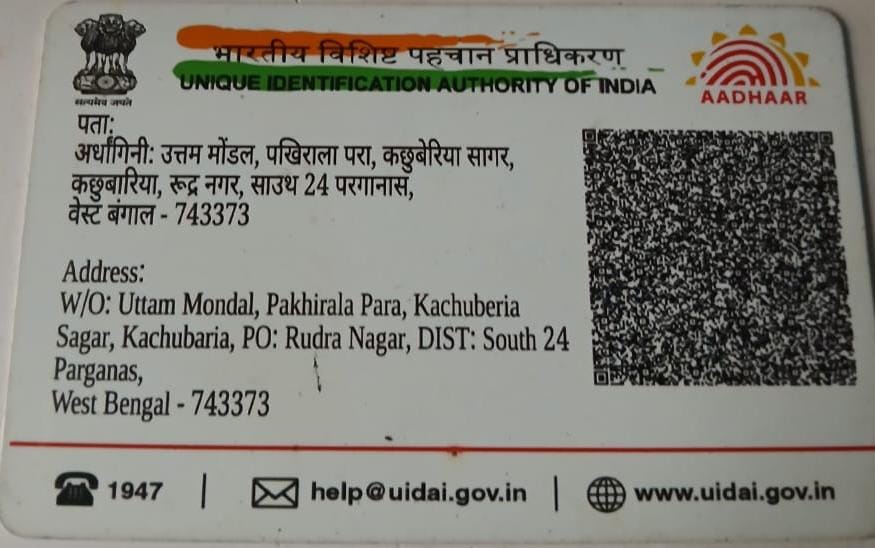 भारतीय विशिष्ट पहचान प्राधिकरण
UNIQUE IDENTIFICATION AUTHORITY OF INDIA
सत्यमेव जयते
AADHAAR
पता:
अर्धांगिनी: उत्तम मोंडल, पखिराला परा, कछुबेरिया सागर,
कछुबारिया, रूद्र नगर, साउथ 24 परगानास,
वेस्ट बंगाल - 743373
Address:
W/O: Uttam Mondal, Pakhirala Para, Kachuberia
Sagar, Kachubaria, PO: Rudra Nagar, DIST: South 24
Parganas,
West Bengal - 743373
1947 | help@uidai.gov.in | www.uidai.gov.in